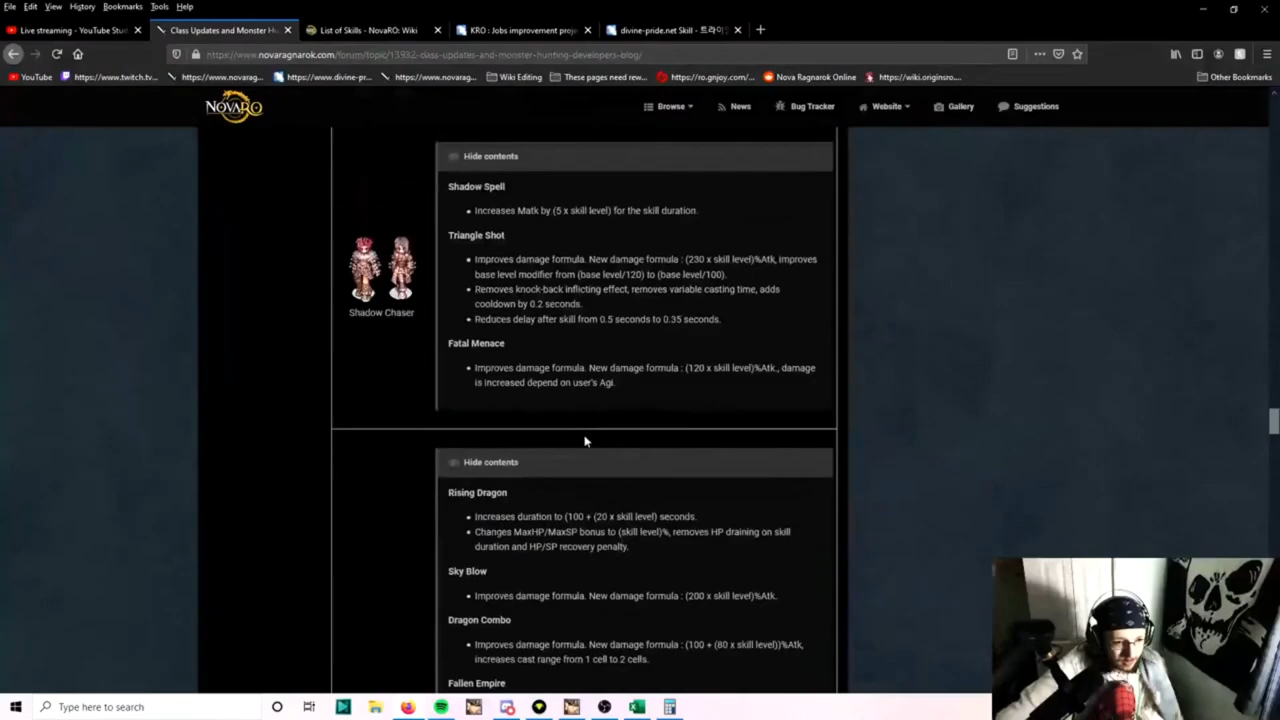 File Edit View History Bookmarks Tools Help
Live streaming - YouTube Stud
Class Updates and Monster Hu
List of Skills - NovaRO: Wiki
KRO : Jobs improvement proj
divine-pride.net Skill - 트라이
https://www.novaragnarok.com/forum/topic/13932-class-updates-and-monster-hunting-developers-blog/
YouTube
https://www.twitch.tv...
https://www.novarag...
https://www.divine-pr...
https://www.novarag...
Wiki Editing
These pages need rew...
https://ro.gnjoy.com/...
Nova Ragnarok Online
https://wiki.originsro....
Other Bookmarks
NOVARO
Browse
News
Bug Tracker
Website
Gallery
Suggestions
Hide contents
Shadow Spell
Increases Matk by (5 x skill level) for the skill duration.
Triangle Shot
Improves damage formula. New damage formula : (230 x skill level)%Atk, improves
base level modifier from (base level/120) to (base level/100).
Removes knock-back inflicting effect, removes variable casting time, adds
cooldown by 0.2 seconds.
Reduces delay after skill from 0.5 seconds to 0.35 seconds.
Shadow Chaser
Fatal Menace
Improves damage formula. New damage formula : (120 x skill level)%Atk., damage
is increased depend on user's Agi.
Hide contents
Rising Dragon
Increases duration to (100 + (20 x skill level) seconds.
Changes MaxHP/MaxSP bonus to (skill level)%, removes HP draining on skill
duration and HP/SP recovery penalty.
Sky Blow
Improves damage formula. New damage formula : (200 x skill level)%Atk.
Dragon Combo
Improves damage formula. New damage formula : (100 + (80 x skill level))%Atk,
increases cast range from 1 cell to 2 cells.
Fallen Empire
Type here to search